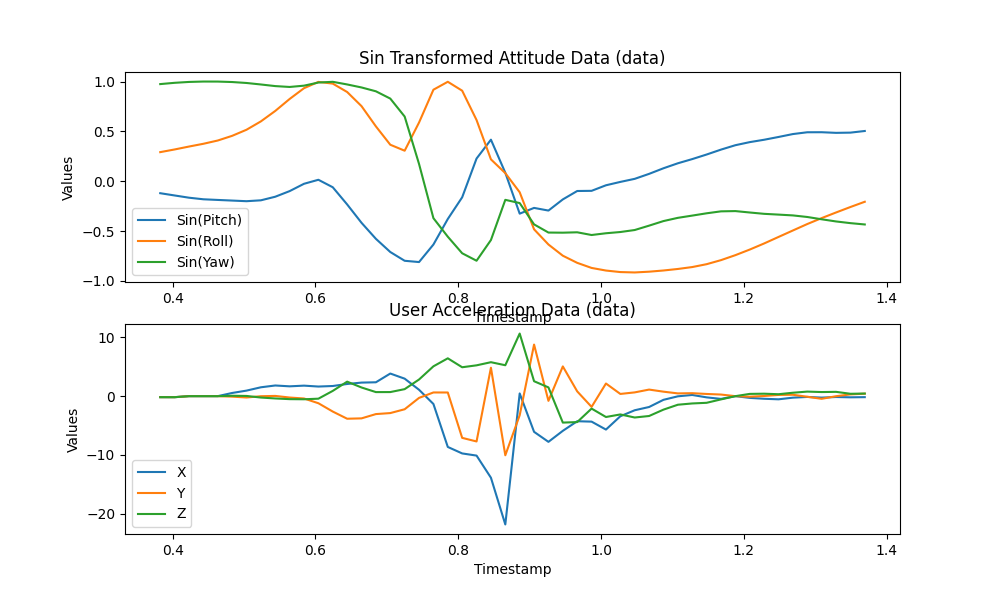 Sin Transformed Attitude Data (data)
Values
1.0
0.5
0.0
−0.5
−1.0
Sin(Pitch)
Sin(Roll)
Sin(Yaw)
0.4 0.6 0.8 1.0 1.2 1.4
Timestamp
User Acceleration Data (data)
Values
10
0
−10
−20
X
Y
Z
0.4 0.6 0.8 1.0 1.2 1.4
Timestamp